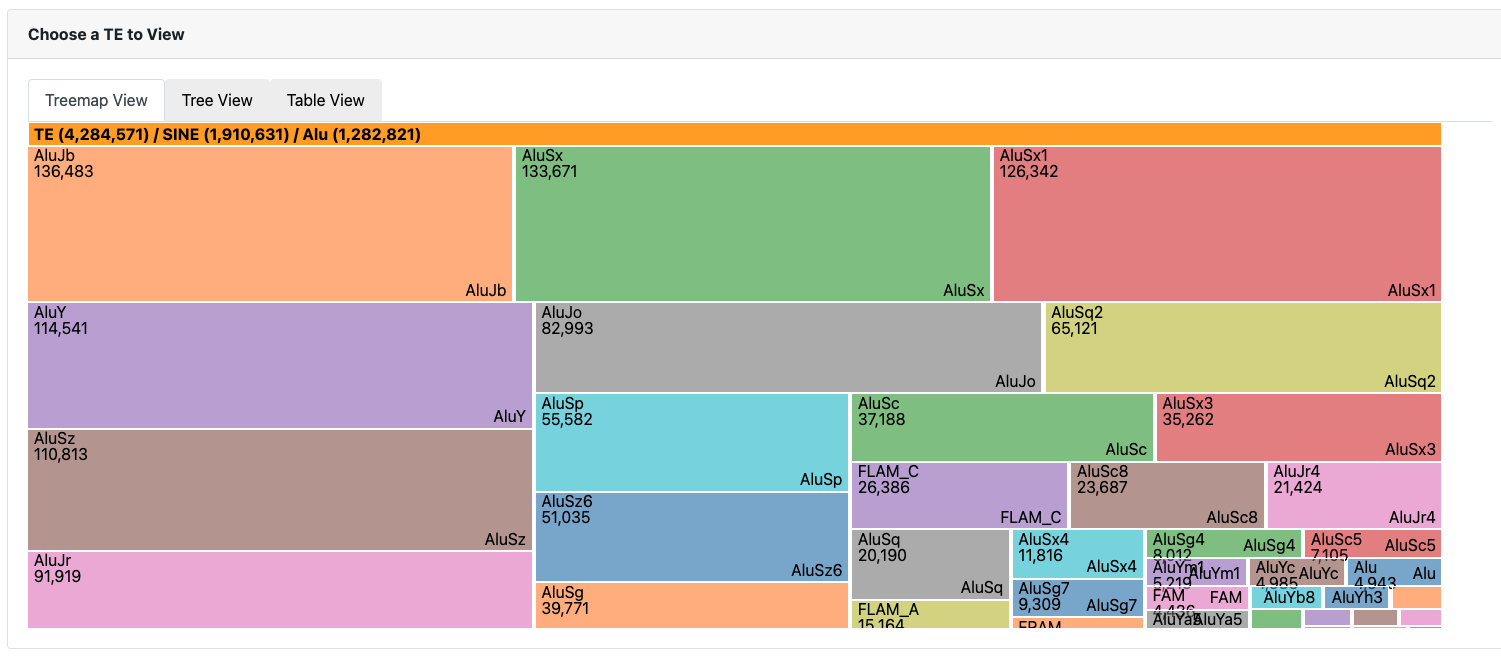 Choose a TE to View
Treemap View
Tree View
Table View
TE (4,284,571) / SINE (1,910,631) / Alu (1,282,821)
AluJb
136,483
AluJb
AluSx
133,671
AluSx
AluSx1
126,342
AluSx1
AluY
114,541
AluY
AluJo
82,993
AluJo
AluSq2
65,121
AluSq2
AluSz
110,813
AluSz
AluSp
55,582
AluSp
AluSc
37,188
AluSc
AluSx3
35,262
AluSx3
FLAM_C
26,386
FLAM_C
AluSc8
23,687
AluSc8
AluJr4
21,424
AluJr4
AluSz6
51,035
AluSz6
AluJr
91,919
AluSg
39,771
AluSq
20,190
AluSq
FLAM_A
15,164
AluSx4
11,816
AluSx4
AluSg7
9,309
AluSg7
FRAM
AluSg4
8,012
AluSg4
AluSc5
7,105
AluSc5
AluYm1
5,219
AluYm1
AluYc
4,985
AluYc
Alu
4,943
Alu
FAM
4,436
FAM
AluYb8
AluYh3
AluYa5
AluYa5